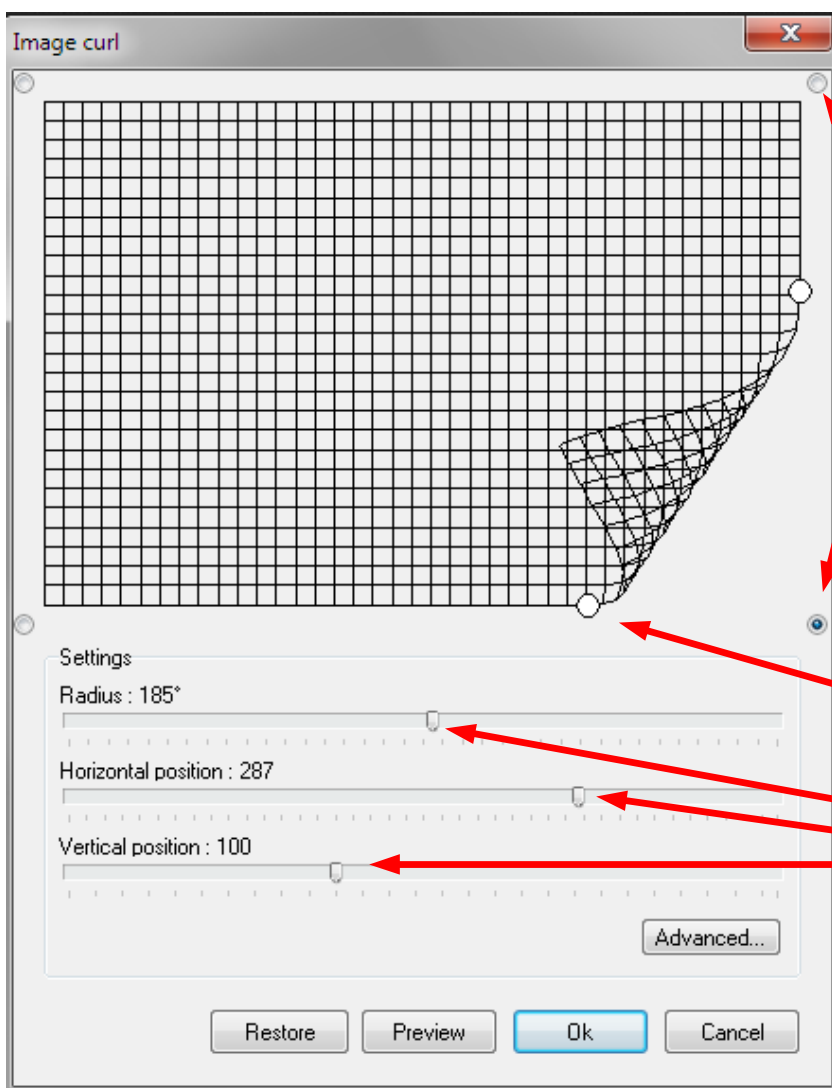 Image curl
Settings
Radius : 185°
Horizontal position : 287
Vertical position : 100
Advanced...
Restore Preview Ok Cancel